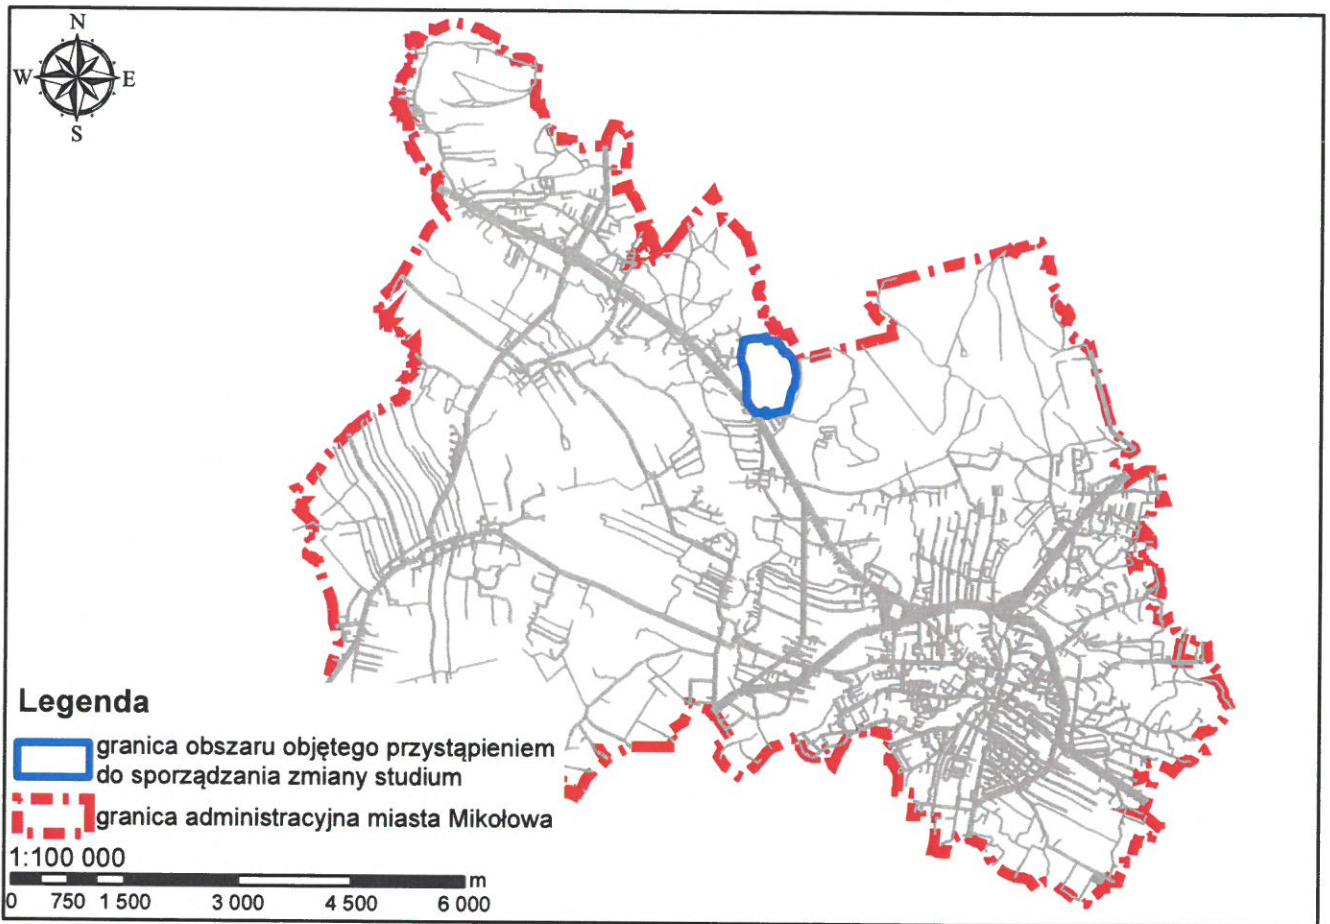 N
W E
S
Legenda
granica obszaru objętego przystąpieniem
do sporządzania zmiany studium
granica administracyjna miasta Mikołowa
1:100 000
m
0 750 1 500 3 000 4 500 6 000